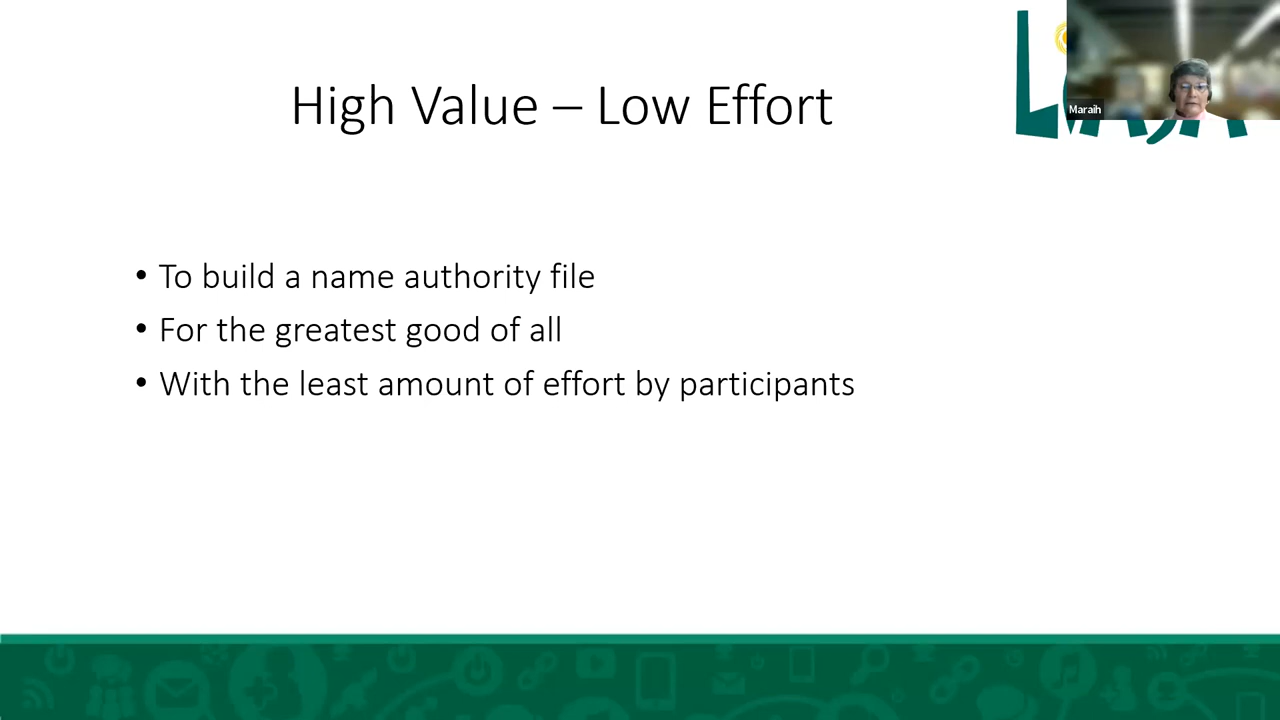 High Value – Low Effort
Maraih
• To build a name authority file
• For the greatest good of all
• With the least amount of effort by participants